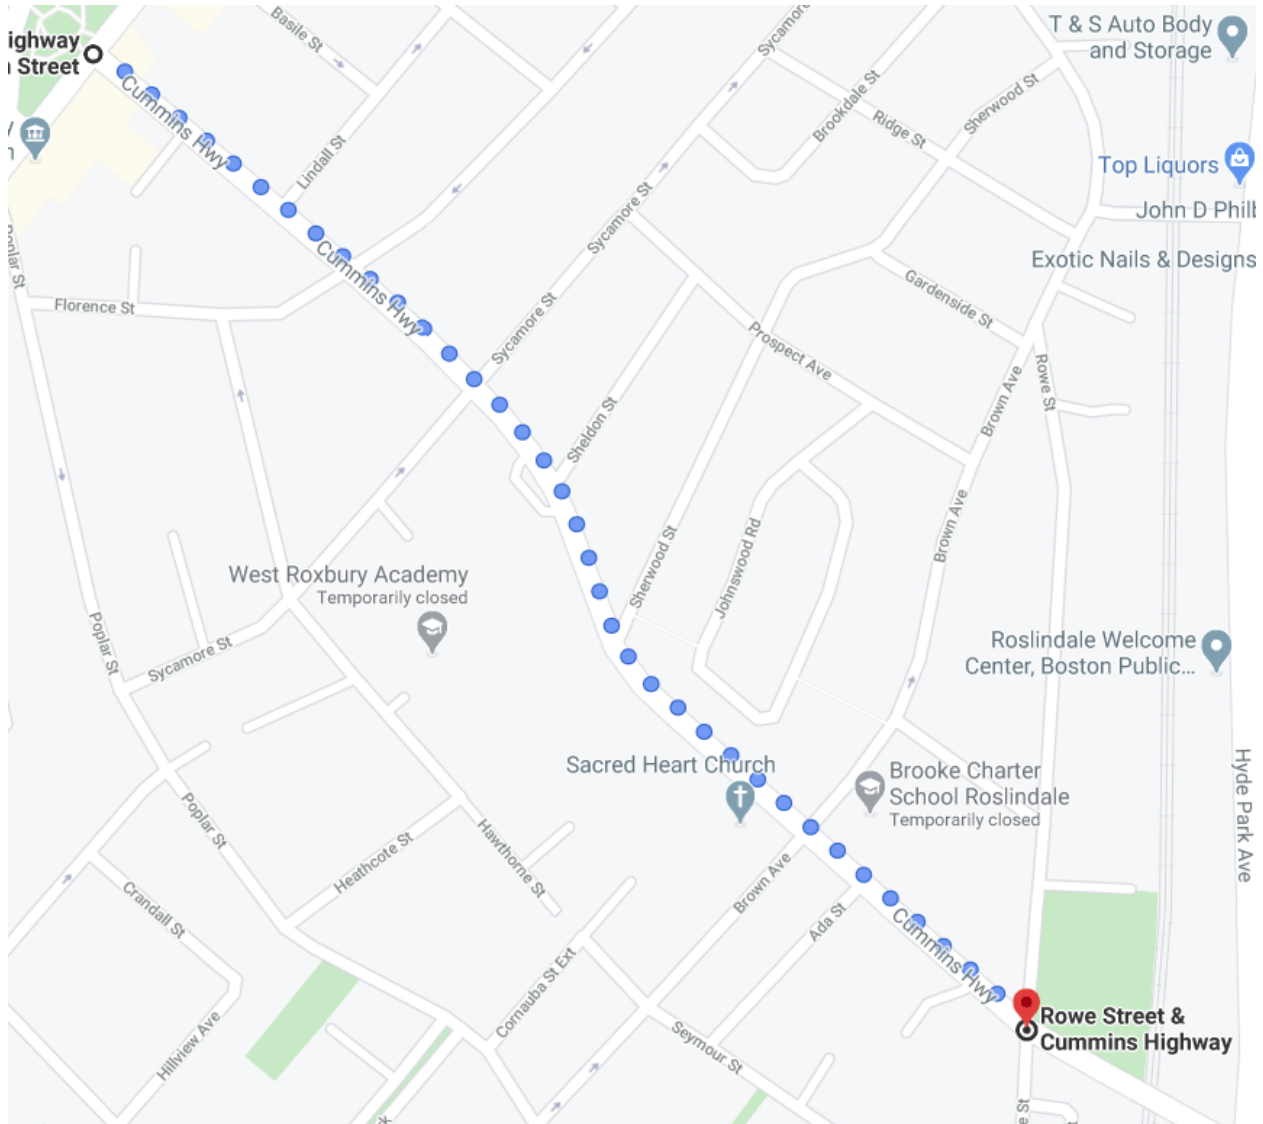 T & S Auto Body
and Storage
Basile St
Sycamore
Cummins Hwy
Lindall St
Brookdale St
Sherwood St
Ridge St
Top Liquors
John D Phil
Street
Sycamore St
Exotic Nails & Designs
Cummins Hwy
Florence St
Gardenside St
Sycamore St
Prospect Ave
Rowe St
Brown Ave
Sheldon St
Brown Ave
Sherwood St
Johnswood Rd
West Roxbury Academy
Temporarily closed
Poplar St
Sycamore St
Roslindale Welcome
Center, Boston Public...
Sacred Heart Church
Brooke Charter
School Roslindale
Temporarily closed
Hyde Park Ave
Poplar St
Heathcote St
Hawthorne St
Brown Ave
Crandall St
Ada St
Cummins Hwy
Cornauba St Ext
Rowe Street &
Cummins Highway
Hillview Ave
Seymour St